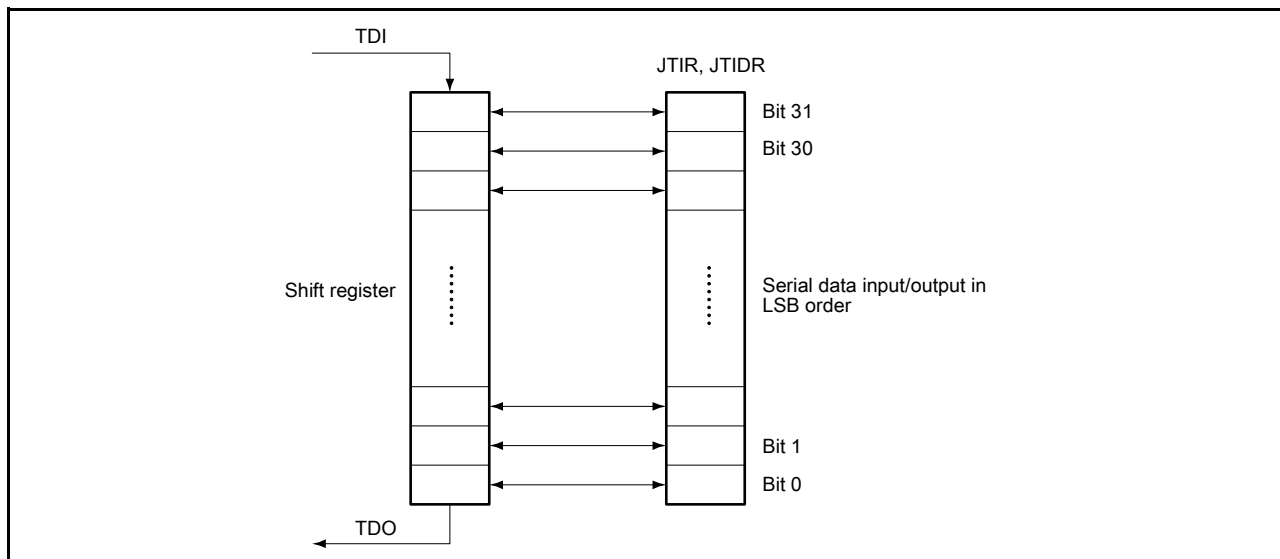 TDI
JTIR, JTIDR
Bit 31
Bit 30
Shift register
Serial data input/output in
LSB order
Bit 1
Bit 0
TDO